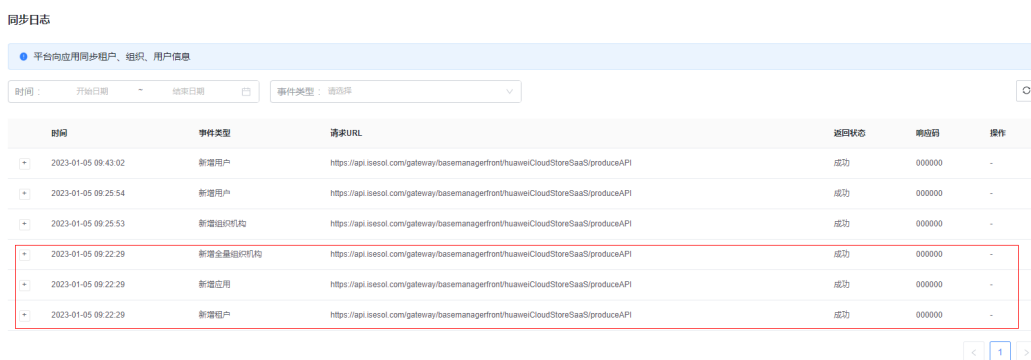 同步日志
平台向应用同步租户、组织、用户信息
时间： 开始日期 ~ 结束日期 事件类型： 请选择
时间 事件类型 请求URL 返回状态 响应码 操作
2023-01-05 09:43:02 新增用户 https://api.isesol.com/gateway/basemanagerfront/huaweiCloudStoreSaaS/produceAPI 成功 000000 -
2023-01-05 09:25:54 新增用户 https://api.isesol.com/gateway/basemanagerfront/huaweiCloudStoreSaaS/produceAPI 成功 000000 -
2023-01-05 09:25:53 新增组织机构 https://api.isesol.com/gateway/basemanagerfront/huaweiCloudStoreSaaS/produceAPI 成功 000000 -
2023-01-05 09:22:29 新增全量组织机构 https://api.isesol.com/gateway/basemanagerfront/huaweiCloudStoreSaaS/produceAPI 成功 000000 -
2023-01-05 09:22:29 新增应用 https://api.isesol.com/gateway/basemanagerfront/huaweiCloudStoreSaaS/produceAPI 成功 000000 -
2023-01-05 09:22:29 新增租户 https://api.isesol.com/gateway/basemanagerfront/huaweiCloudStoreSaaS/produceAPI 成功 000000 -
< 1 >